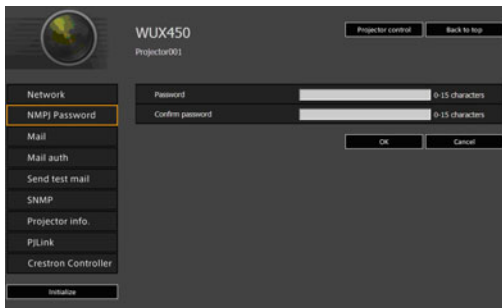 WUX450
Projector001
Projector control
Back to top
Network
NMPJ Password
Mail
Mail auth
Send test mail
SNMP
Projector info.
PJLink
Crestron Controller
Initialize
Password
0-15 characters
Confirm password
0-15 characters
OK
Cancel